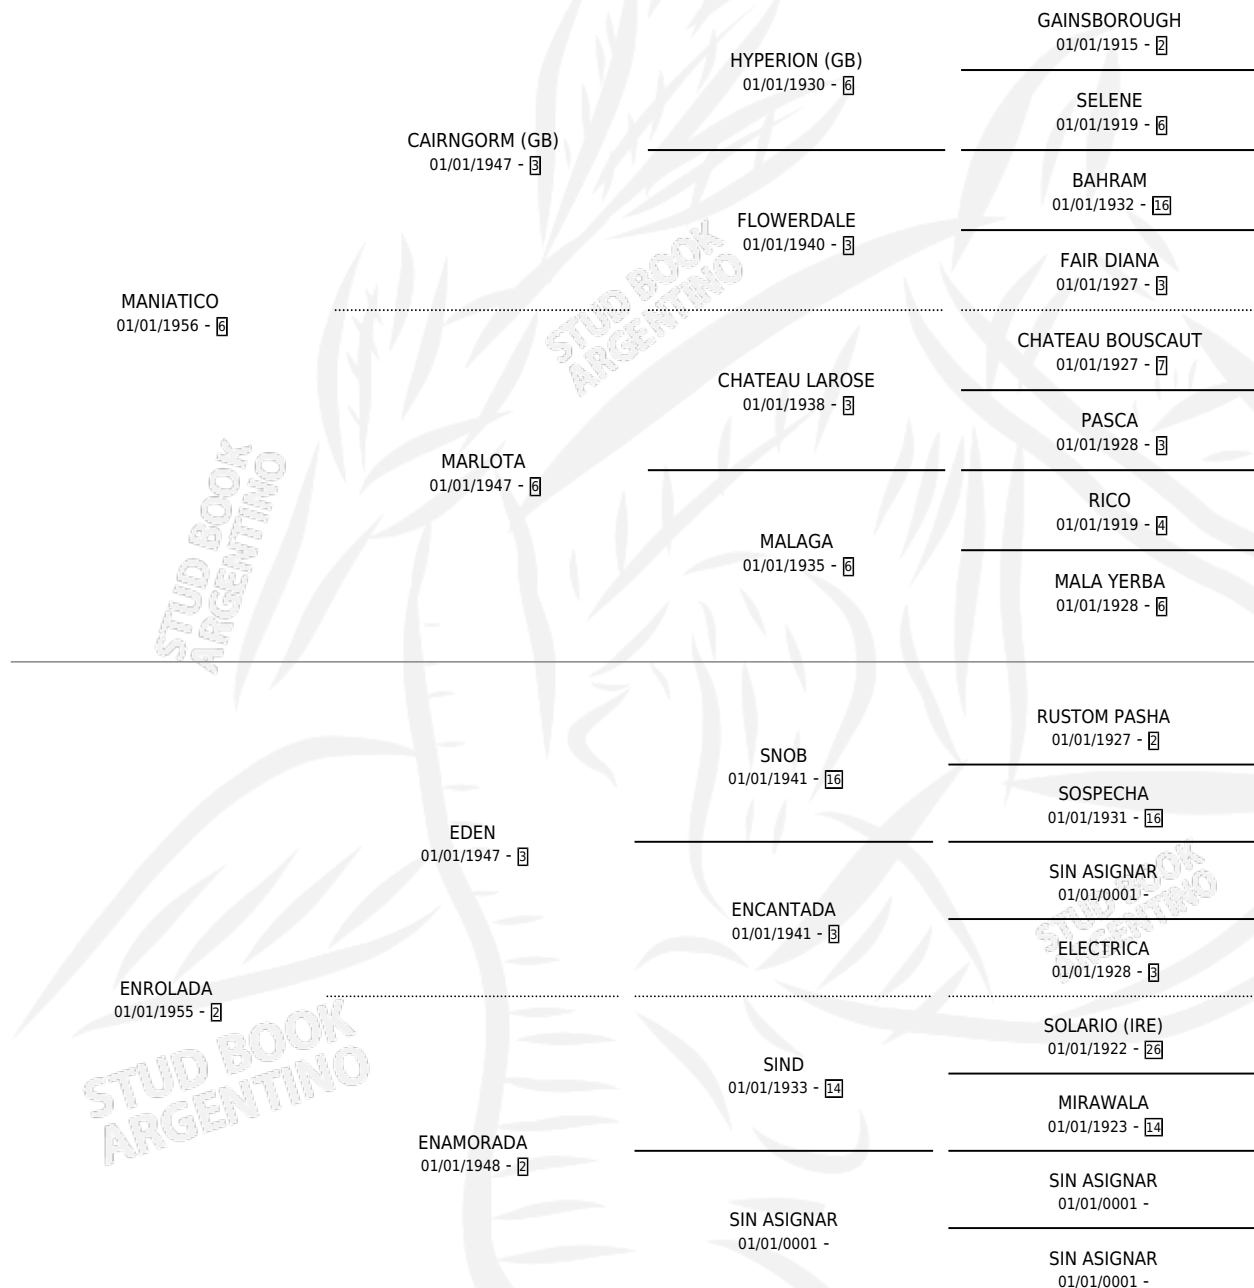 GAINSBOROUGH
01/01/1915 - 2
HYPERION (GB)
01/01/1930 - 6
SELENE
01/01/1919 - 6
CAIRNGORM (GB)
01/01/1947 - 3
BAHRAM
01/01/1932 - 16
FLOWERDALE
01/01/1940 - 3
FAIR DIANA
01/01/1927 - 3
MANIATICO
01/01/1956 - 6
CHATEAU BOUSCAUT
01/01/1927 - 7
CHATEAU LAROSE
01/01/1938 - 3
PASCA
01/01/1928 - 3
MARLOTA
01/01/1947 - 6
RICO
01/01/1919 - 4
MALAGA
01/01/1935 - 6
MALA YERBA
01/01/1928 - 6
RUSTOM PASHA
01/01/1927 - 2
SNOB
01/01/1941 - 16
SOSPECHA
01/01/1931 - 16
EDEN
01/01/1947 - 3
SIN ASIGNAR
01/01/0001 -
ENCANTADA
01/01/1941 - 3
ELECTRICA
01/01/1928 - 3
ENROLADA
01/01/1955 - 2
SOLARIO (IRE)
01/01/1922 - 26
SIND
01/01/1933 - 14
MIRAWALA
01/01/1923 - 14
ENAMORADA
01/01/1948 - 2
SIN ASIGNAR
01/01/0001 -
SIN ASIGNAR
01/01/0001 -
SIN ASIGNAR
01/01/0001 -
STUD BOOK
ARGENTINO
STUD BOOK
ARGENTINO
STUD BOOK
ARGENTINO
STUD BOOK
ARGENTINO